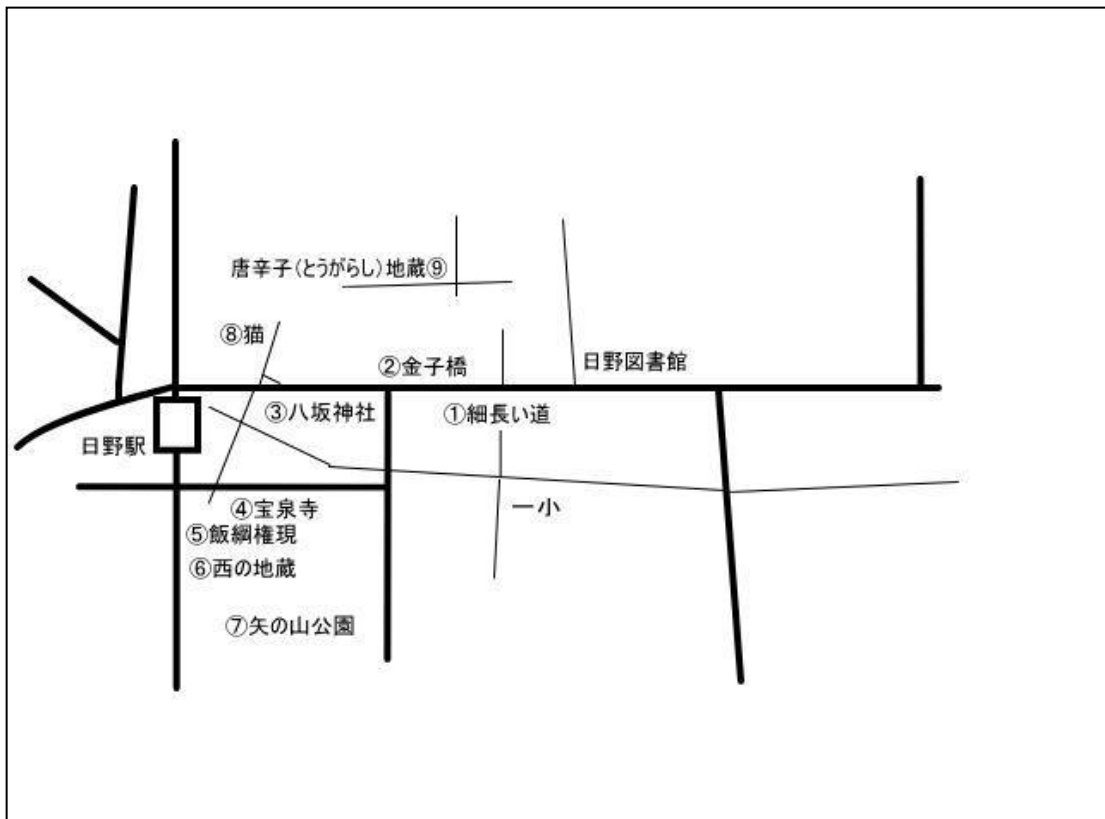 唐辛子（とうがらし）地蔵⑨
⑧猫
②金子橋
日野図書館
③八坂神社
①細長い道
日野駅
④宝泉寺
一小
⑤飯綱権現
⑥西の地蔵
⑦矢の山公園